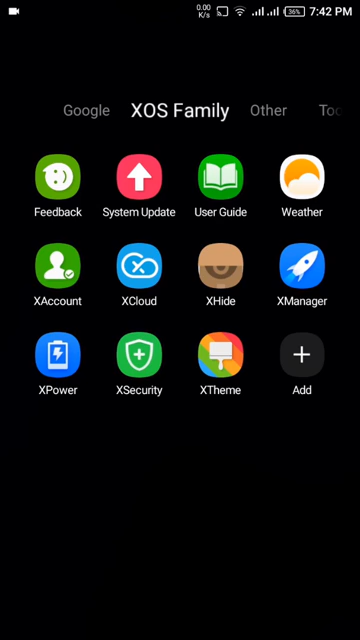 0.00
K/s
36%
7:42 PM
Google XOS Family Other Too
Feedback System Update User Guide Weather
XAccount XCloud XHide XManager
XPower XSecurity XTheme Add